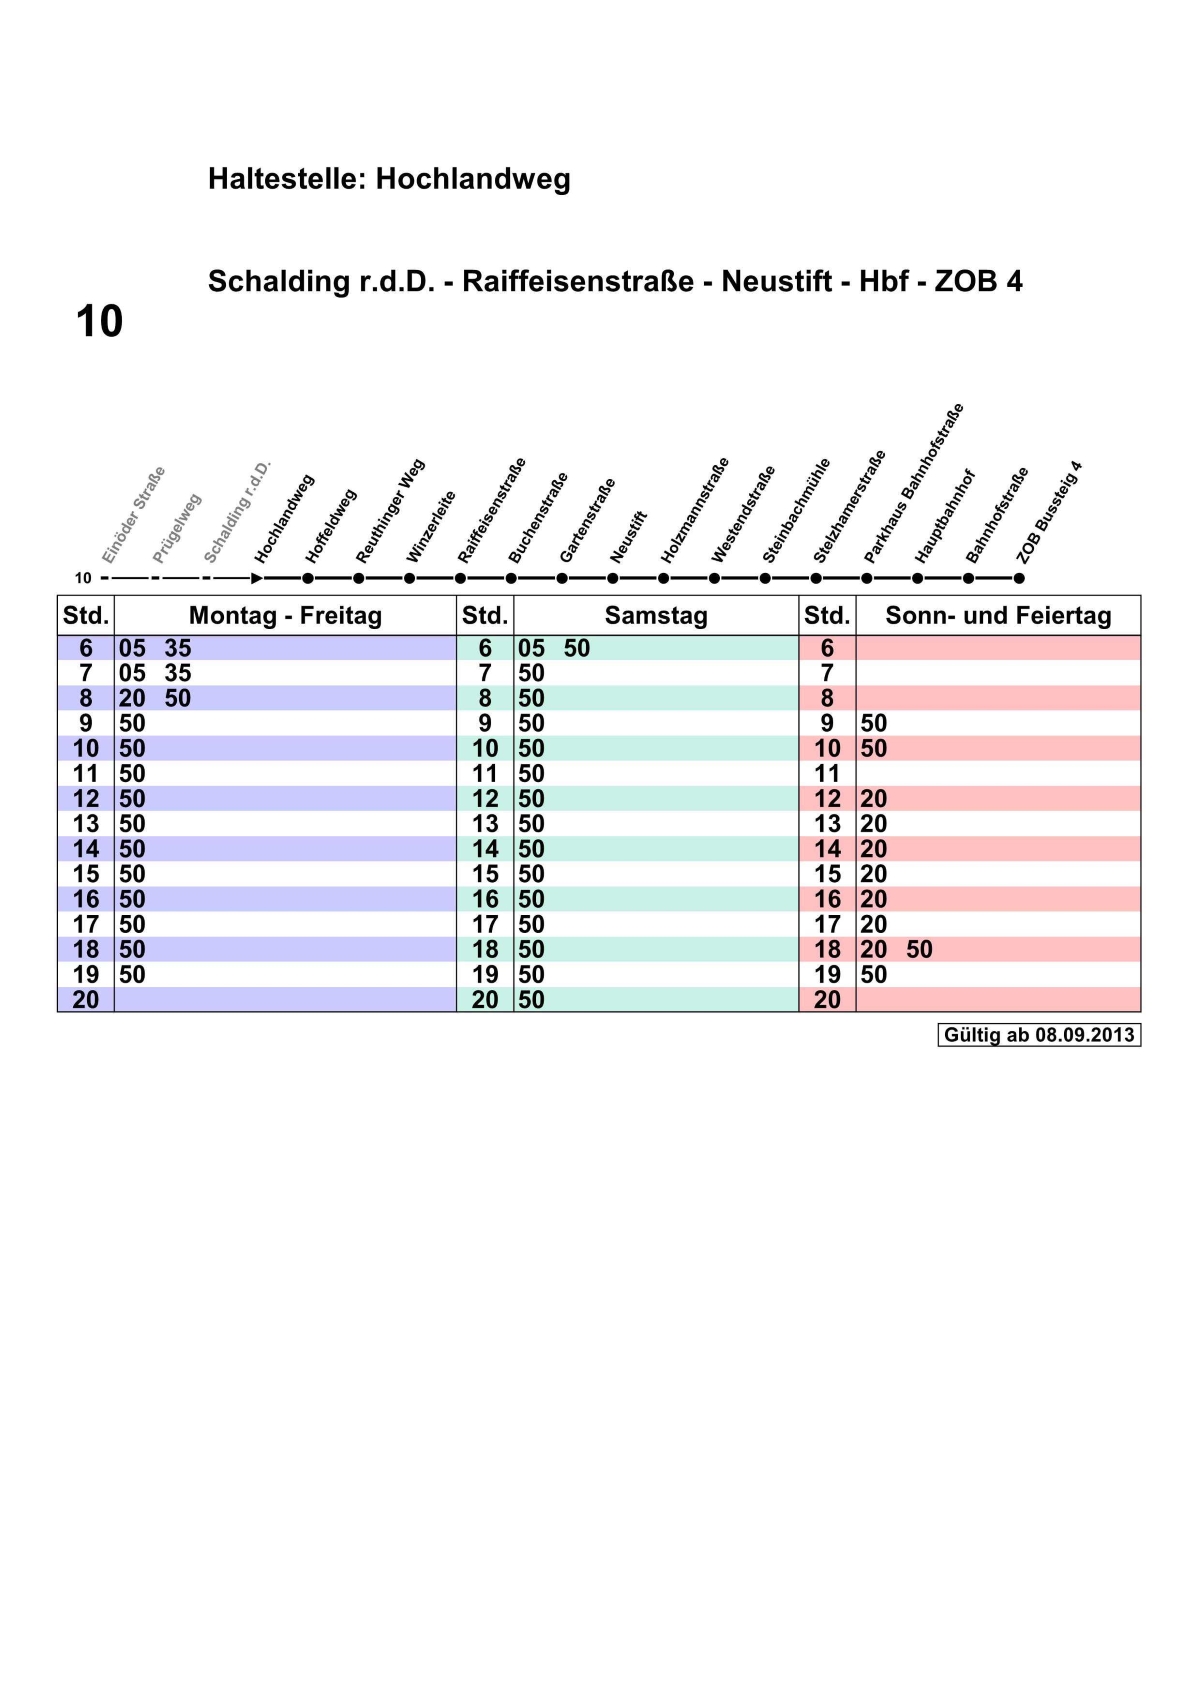 Haltestelle: Hochlandweg
Schalding r.d.D. - Raiffeisenstraße - Neustift - Hbf - ZOB 4
10
Einöder Straße
Prügelweg
Schalding r.d.D.
Hochlandweg
Hoffeldweg
Reuthinger Weg
Winzerleite
Raiffeisenstraße
Buchenstraße
Gartenstraße
Neustift
Holzmannstraße
Westendstraße
Steinbachmühle
Stelzhamerstraße
Parkhaus Bahnhofstraße
Hauptbahnhof
Bahnhofstraße
ZOB Bussteig 4
10
Std. Montag - Freitag Std. Samstag Std. Sonn- und Feiertag
6 05 35 6 05 50 6
7 05 35 7 50 7
8 20 50 8 50 8
9 50 9 50 9 50
10 50 10 50 10 50
11 50 11 50 11
12 50 12 50 12 20
13 50 13 50 13 20
14 50 14 50 14 20
15 50 15 50 15 20
16 50 16 50 16 20
17 50 17 50 17 20
18 50 18 50 18 20 50
19 50 19 50 19 50
20 20 50 20
Gültig ab 08.09.2013